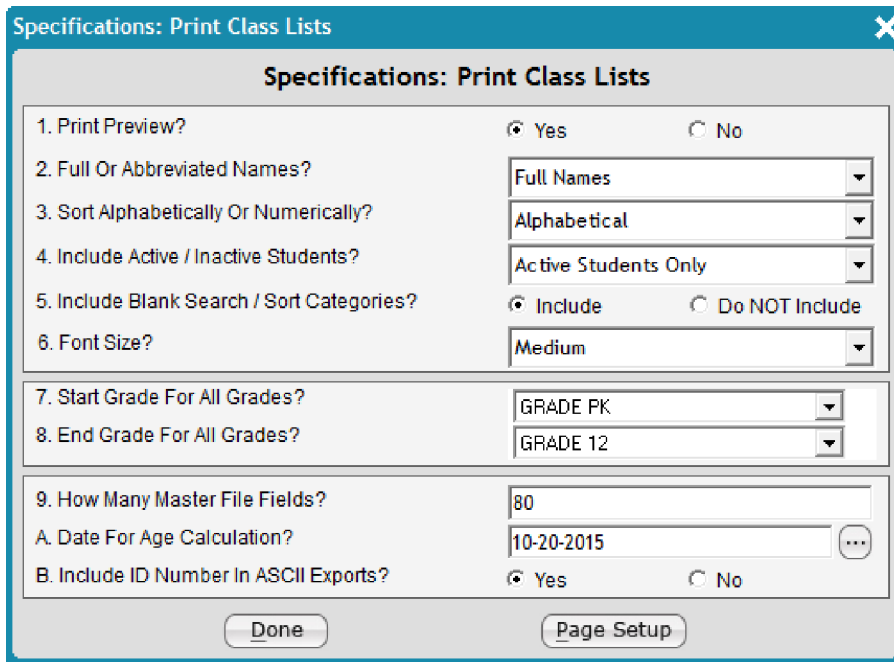 Specifications: Print Class Lists
Specifications: Print Class Lists
1. Print Preview? Yes No
2. Full Or Abbreviated Names? Full Names
3. Sort Alphabetically Or Numerically? Alphabetical
4. Include Active / Inactive Students? Active Students Only
5. Include Blank Search / Sort Categories? Include Do NOT Include
6. Font Size? Medium
7. Start Grade For All Grades? GRADE PK
8. End Grade For All Grades? GRADE 12
9. How Many Master File Fields? 80
A. Date For Age Calculation? 10-20-2015 ...
B. Include ID Number In ASCII Exports? Yes No
Done Page Setup